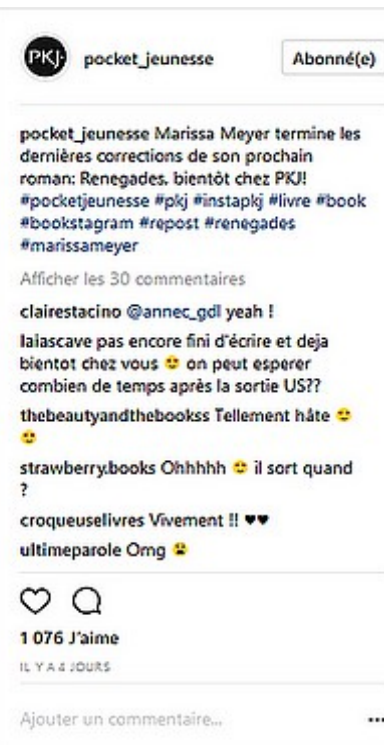 PKJ· pocket_jeunesse Abonné(e)
pocket_jeunesse Marissa Meyer termine les
dernières corrections de son prochain
roman: Renegades, bientôt chez PKJ!
#pocketjeunesse #pkj #instapkj #livre #book
#bookstagram #repost #renegades
#marissameyer
Afficher les 30 commentaires
clairestacino @annec_gdl yeah !
laiascave pas encore fini d'écrire et deja
bientot chez vous 😍 on peut esperer
combien de temps après la sortie US??
thebeautyandthebookss Tellement hâte 😍
😍
strawberry.books Ohhhhh 😍 il sort quand
?
croqueuselivres Vivement !! ♥♥
ultimeparole Omg 😫
1 076 J'aime
IL Y A 4 JOURS
Ajouter un commentaire... •••